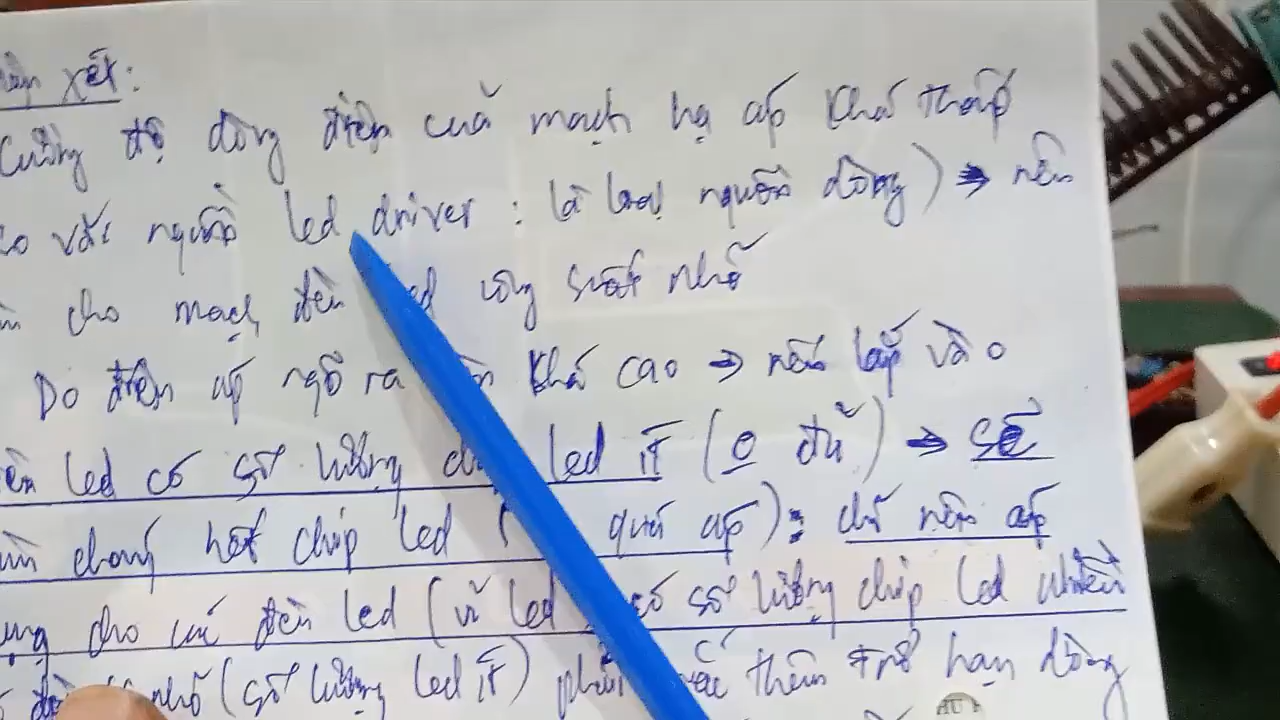 xét:
Cường độ dòng điện của mạch hạ áp khá thấp
so với nguồn led driver : là loại nguồn dòng) → nên
cho mạch đèn led công suất nhỏ
Do điện áp ngõ ra khá cao → nếu lắp vào
đèn led có số lượng led ít (o đủ) → sẽ
chóng hết chip led ( quá áp): chỉ nên áp
dụng cho các đèn led (vĩ led có số lượng chip led nhiều
nhỏ (số lượng led ít) phải mắc thêm trở hạn dòng